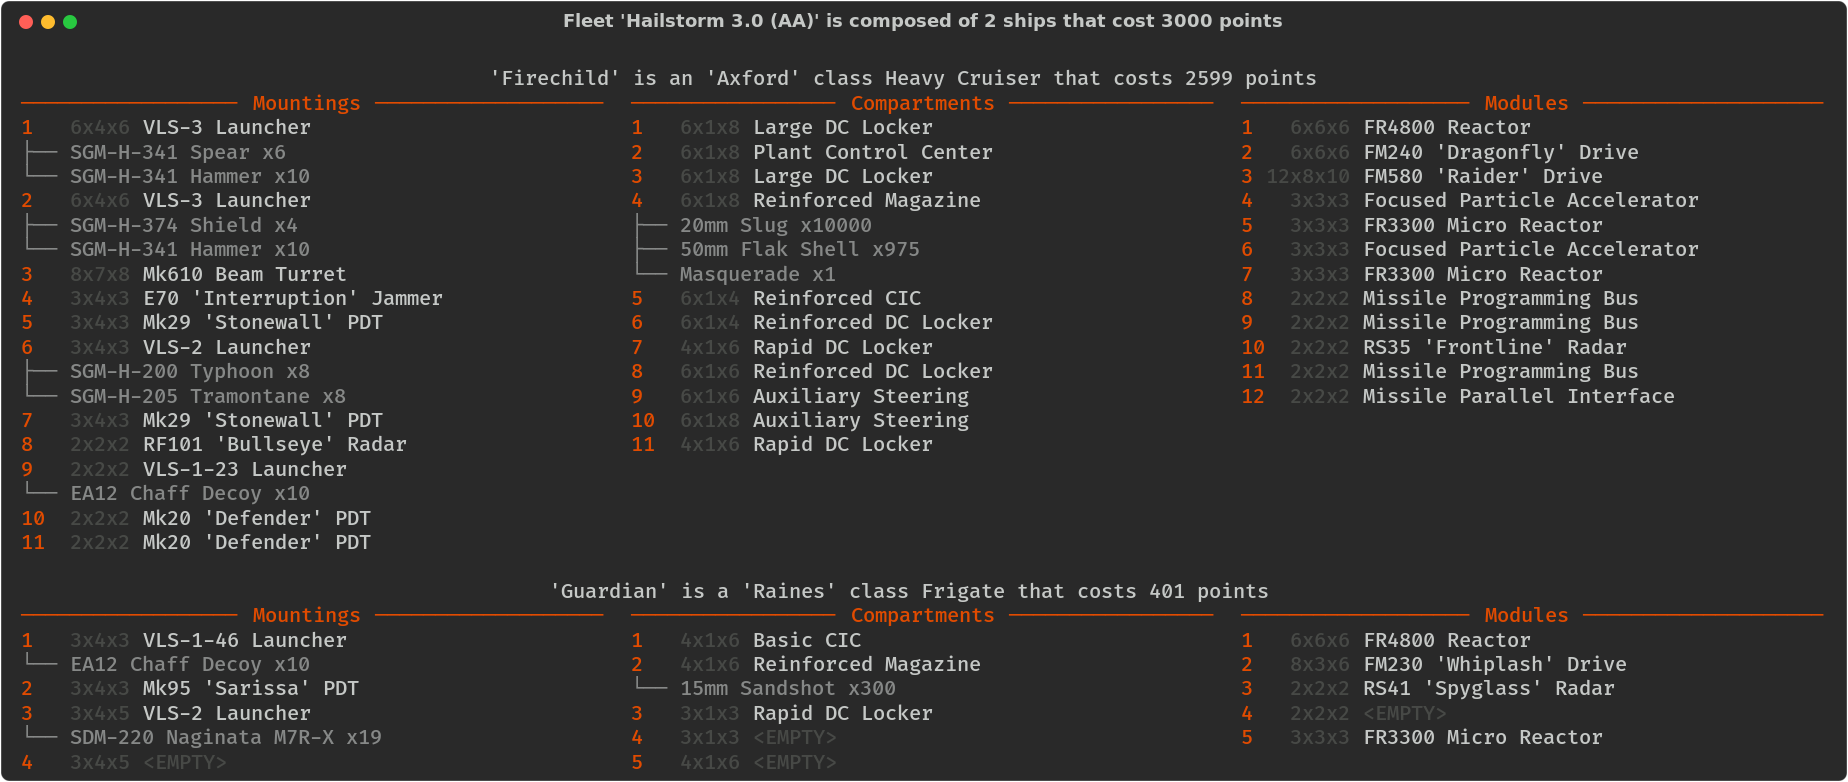 Fleet 'Hailstorm 3.0 (AA)' is composed of 2 ships that cost 3000 points
'Firechild' is an 'Axford' class Heavy Cruiser that costs 2599 points
Mountings
1 6x4x6 VLS-3 Launcher
SGM-H-341 Spear x6
SGM-H-341 Hammer x10
2 6x4x6 VLS-3 Launcher
SGM-H-374 Shield x4
SGM-H-341 Hammer x10
3 8x7x8 Mk610 Beam Turret
4 3x4x3 E70 'Interruption' Jammer
5 3x4x3 Mk29 'Stonewall' PDT
6 3x4x3 VLS-2 Launcher
SGM-H-200 Typhoon x8
SGM-H-205 Tramontane x8
7 3x4x3 Mk29 'Stonewall' PDT
8 2x2x2 RF101 'Bullseye' Radar
9 2x2x2 VLS-1-23 Launcher
EA12 Chaff Decoy x10
10 2x2x2 Mk20 'Defender' PDT
11 2x2x2 Mk20 'Defender' PDT
Compartments
1 6x1x8 Large DC Locker
2 6x1x8 Plant Control Center
3 6x1x8 Large DC Locker
4 6x1x8 Reinforced Magazine
20mm Slug x10000
50mm Flak Shell x975
Masquerade x1
5 6x1x4 Reinforced CIC
6 6x1x4 Reinforced DC Locker
7 4x1x6 Rapid DC Locker
8 6x1x6 Reinforced DC Locker
9 6x1x6 Auxiliary Steering
10 6x1x8 Auxiliary Steering
11 4x1x6 Rapid DC Locker
Modules
1 6x6x6 FR4800 Reactor
2 6x6x6 FM240 'Dragonfly' Drive
3 12x8x10 FM580 'Raider' Drive
4 3x3x3 Focused Particle Accelerator
5 3x3x3 FR3300 Micro Reactor
6 3x3x3 Focused Particle Accelerator
7 3x3x3 FR3300 Micro Reactor
8 2x2x2 Missile Programming Bus
9 2x2x2 Missile Programming Bus
10 2x2x2 RS35 'Frontline' Radar
11 2x2x2 Missile Programming Bus
12 2x2x2 Missile Parallel Interface
'Guardian' is a 'Raines' class Frigate that costs 401 points
Mountings
1 3x4x3 VLS-1-46 Launcher
EA12 Chaff Decoy x10
2 3x4x3 Mk95 'Sarissa' PDT
3 3x4x5 VLS-2 Launcher
SDM-220 Naginata M7R-X x19
4 3x4x5 <EMPTY>
Compartments
1 4x1x6 Basic CIC
2 4x1x6 Reinforced Magazine
15mm Sandshot x300
3 3x1x3 Rapid DC Locker
4 3x1x3 <EMPTY>
5 4x1x6 <EMPTY>
Modules
1 6x6x6 FR4800 Reactor
2 8x3x6 FM230 'Whiplash' Drive
3 2x2x2 RS41 'Spyglass' Radar
4 2x2x2 <EMPTY>
5 3x3x3 FR3300 Micro Reactor